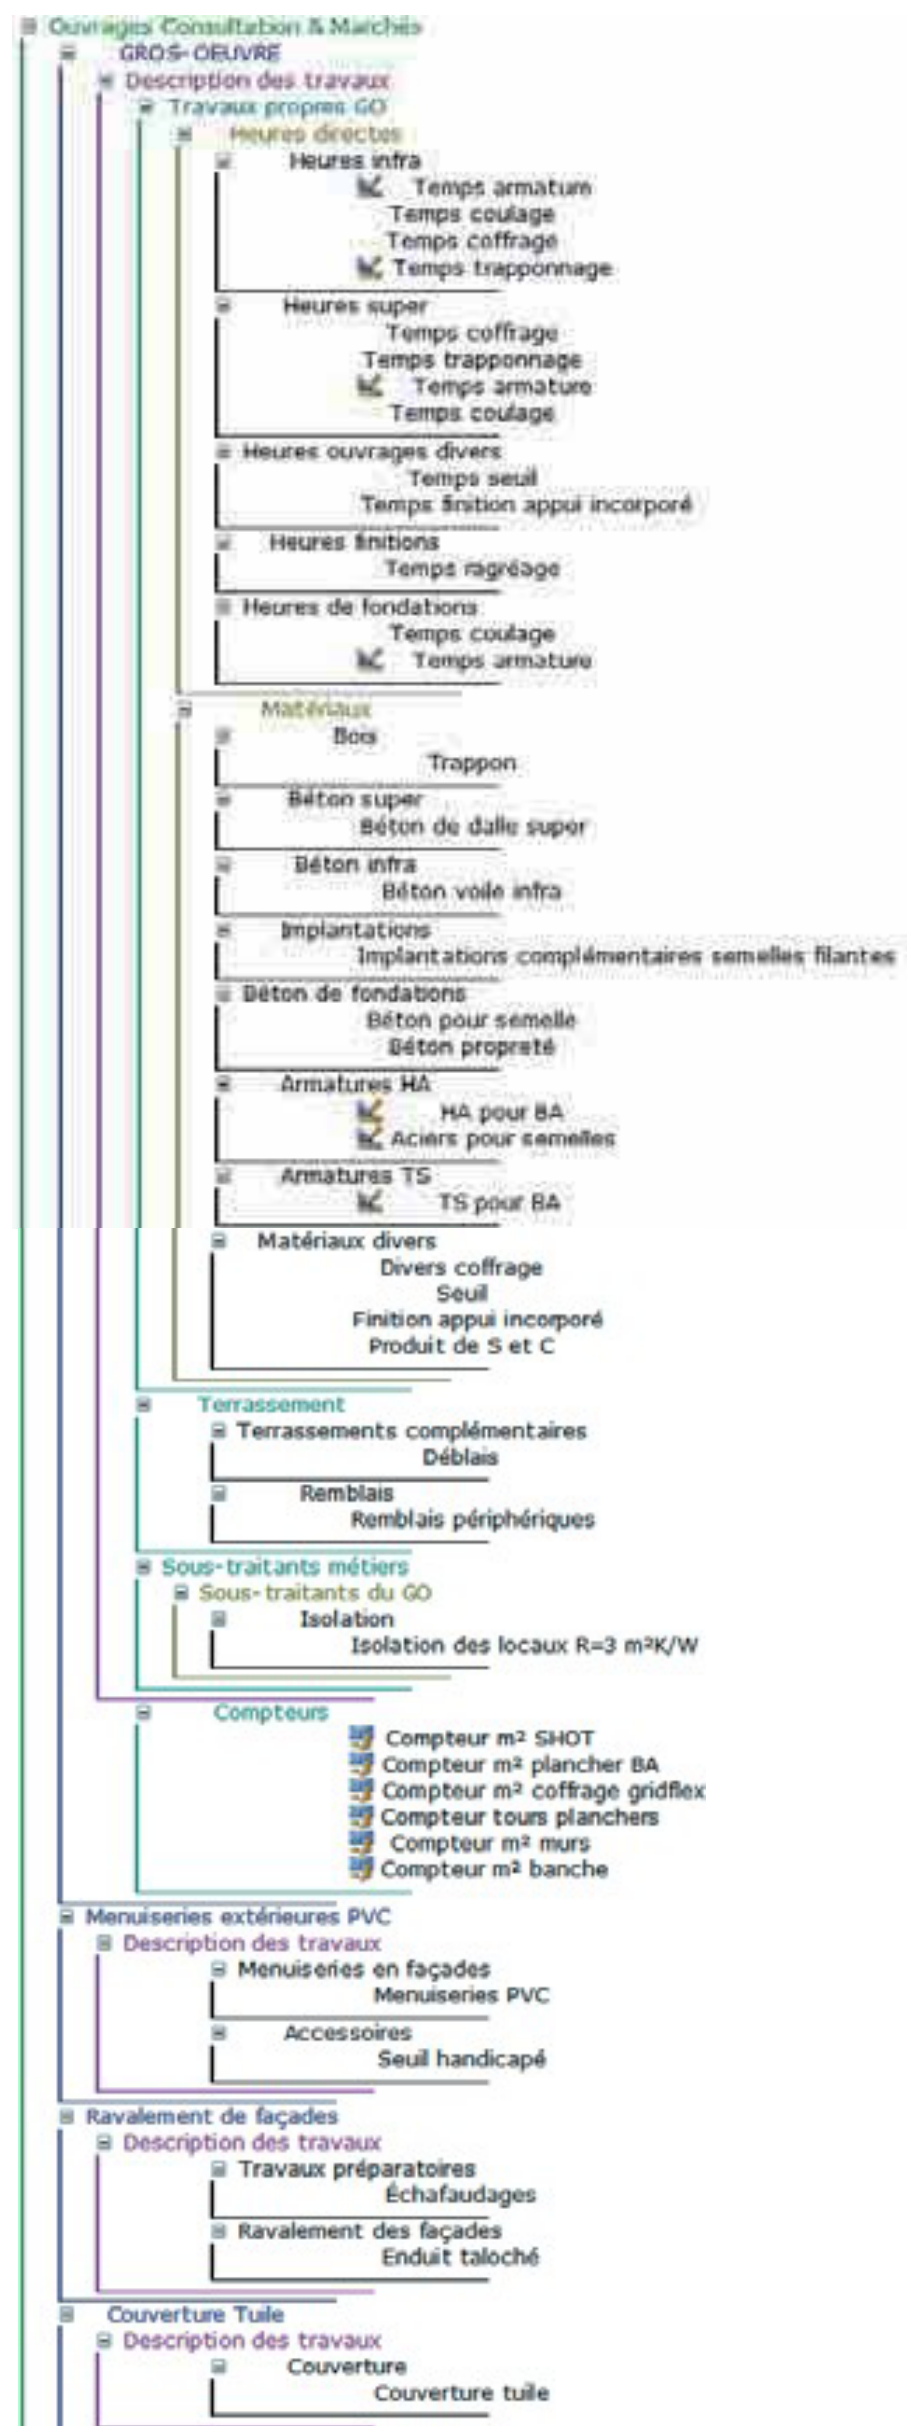 Ouvrages Consultation & Marchés
GROS-OEUVRE
Description des travaux
Travaux propres GO
Heures directes
Heures infra
Temps armature
Temps coulage
Temps coffrage
Temps trapponnage
Heures super
Temps coffrage
Temps trapponnage
Temps armature
Temps coulage
Heures ouvrages divers
Temps seuil
Temps finition appui incorporé
Heures finitions
Temps ragréage
Heures de fondations
Temps coulage
Temps armature
Matériaux
Bois
Trappon
Béton super
Béton de dalle super
Béton infra
Béton voile infra
Implantations
Implantations complémentaires semelles filantes
Béton de fondations
Béton pour semelle
Béton propreté
Armatures HA
HA pour BA
Aciers pour semelles
Armatures TS
TS pour BA
Matériaux divers
Divers coffrage
Seuil
Finition appui incorporé
Produit de S et C
Terrassement
Terrassements complémentaires
Déblais
Remblais
Remblais périphériques
Sous-traitants métiers
Sous-traitants du GO
Isolation
Isolation des locaux R=3 m²K/W
Compteurs
Compteur m² SHOT
Compteur m² plancher BA
Compteur m² coffrage gridflex
Compteur tours planchers
Compteur m² murs
Compteur m² banche
Menuiseries extérieures PVC
Description des travaux
Menuiseries en façades
Menuiseries PVC
Accessoires
Seuil handicapé
Ravalement de façades
Description des travaux
Travaux préparatoires
Échafaudages
Ravalement des façades
Enduit taloché
Couverture Tuile
Description des travaux
Couverture
Couverture tuile